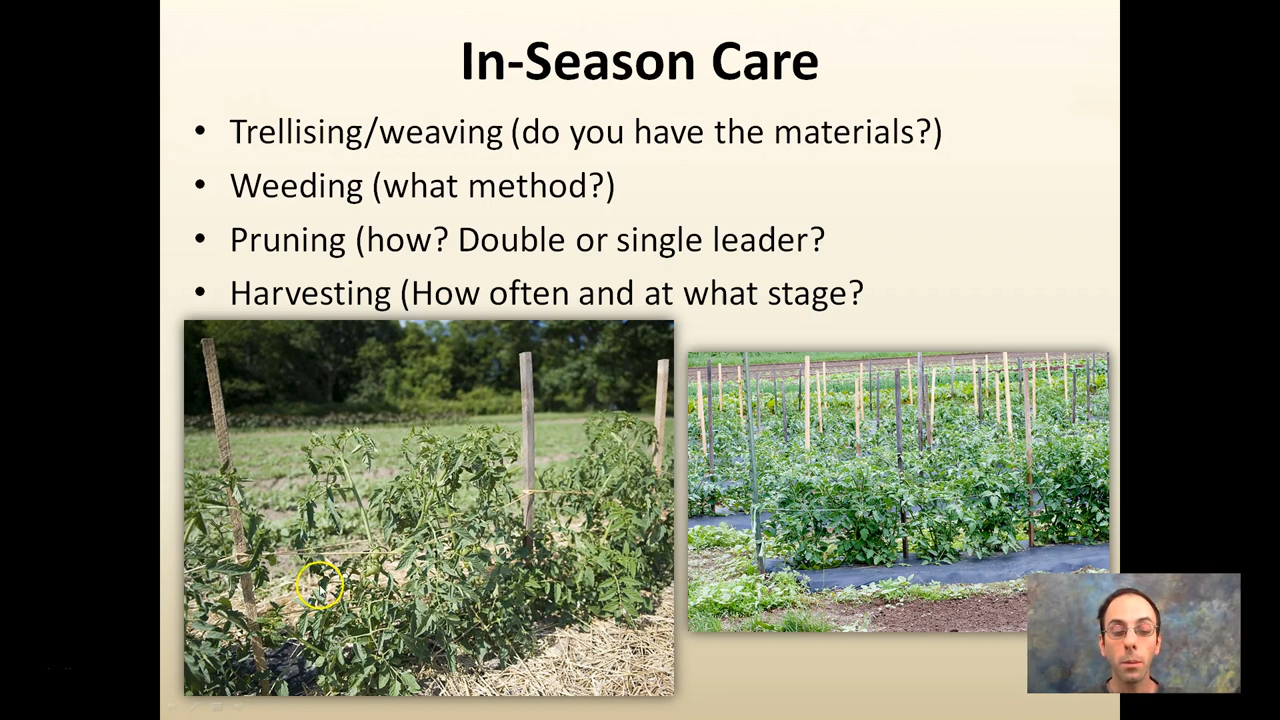 In-Season Care
• Trellising/weaving (do you have the materials?)
• Weeding (what method?)
• Pruning (how? Double or single leader?
• Harvesting (How often and at what stage?